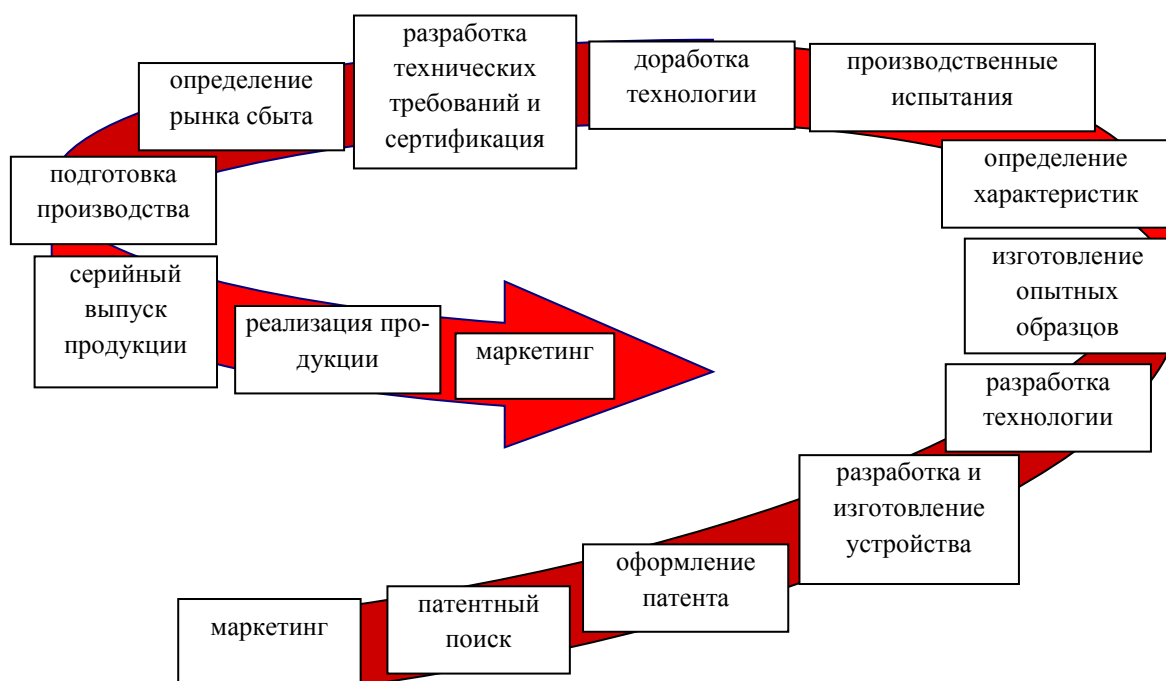 разработка
технических
требований и
сертификация
доработка
технологии
производственные
испытания
определение
рынка сбыта
определение
характеристик
подготовка
производства
изготовление
опытных
образцов
серийный
выпуск
продукции
реализация про-
дукции
маркетинг
разработка
технологии
разработка и
изготовление
устройства
оформление
патента
патентный
поиск
маркетинг